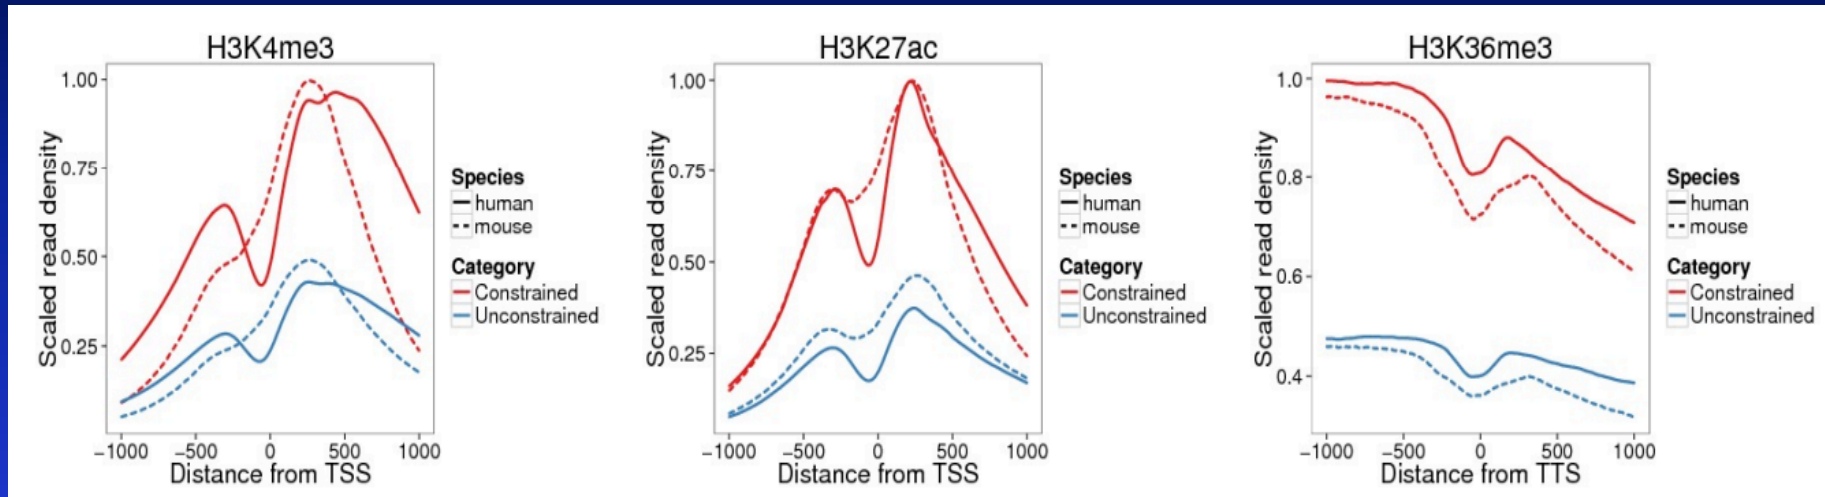 H3K4me3
1.00
0.75
0.50
0.25
Scaled read density
−1000 −500 0 500 1000
Distance from TSS
Species
human
mouse
Category
Constrained
Unconstrained
H3K27ac
1.00
0.75
0.50
0.25
Scaled read density
−1000 −500 0 500 1000
Distance from TSS
Species
human
mouse
Category
Constrained
Unconstrained
H3K36me3
1.0
0.8
0.6
0.4
Scaled read density
−1000 −500 0 500 1000
Distance from TTS
Species
human
mouse
Category
Constrained
Unconstrained